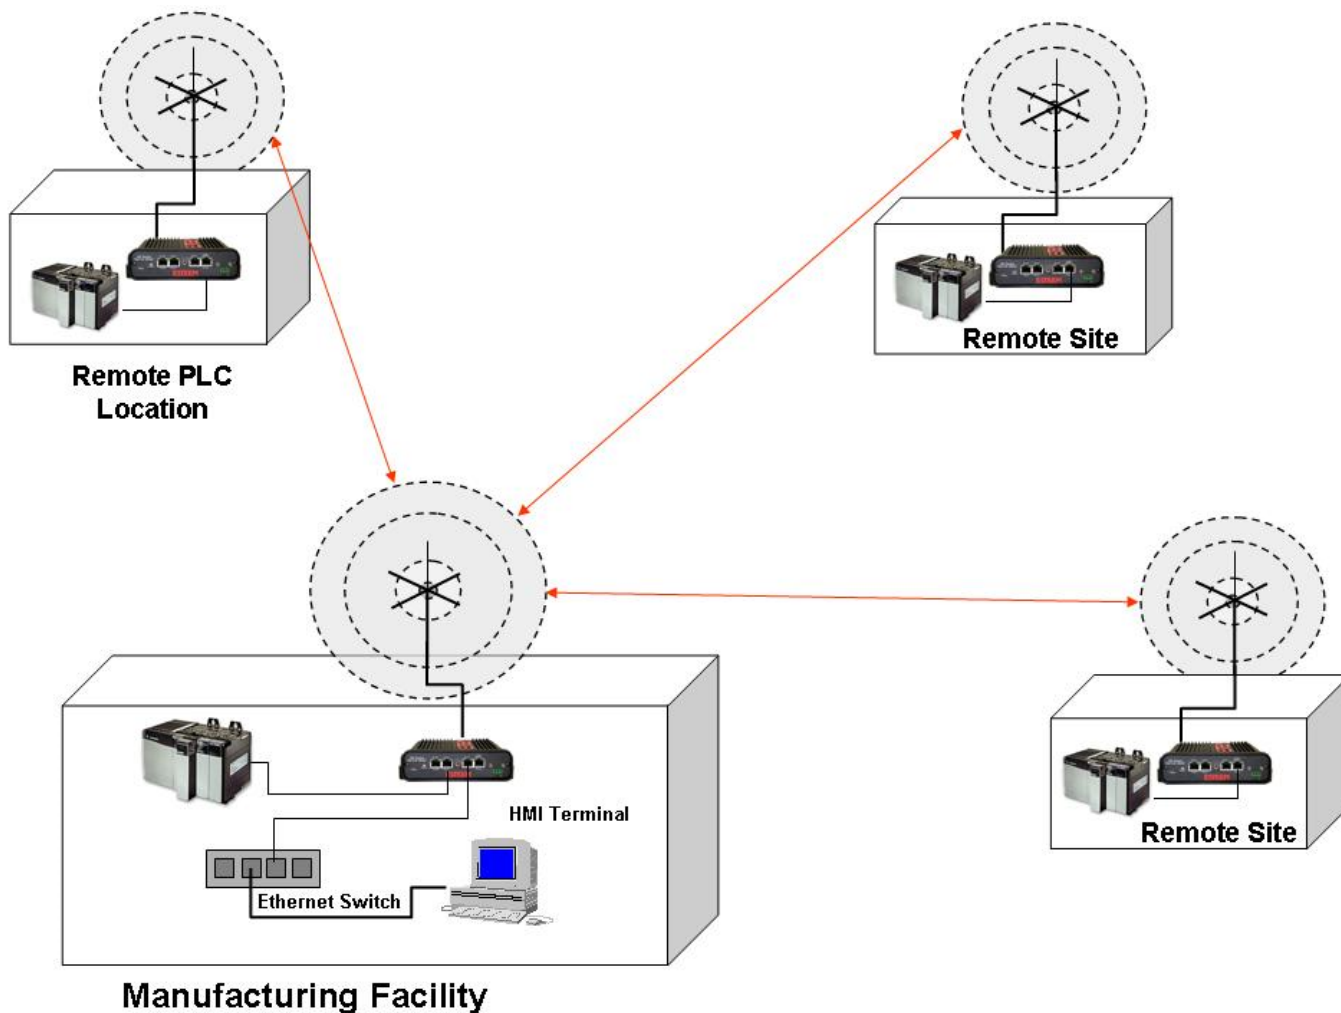 Remote PLC
Location
Remote Site
HMI Terminal
Ethernet Switch
Remote Site
Manufacturing Facility